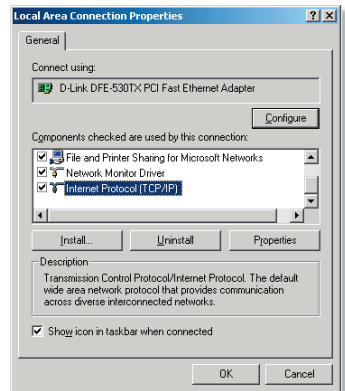 Local Area Connection Properties
General
Connect using:
D-Link DFE-530TX PCI Fast Ethernet Adapter
Configure
Components checked are used by this connection:
File and Printer Sharing for Microsoft Networks
Network Monitor Driver
Internet Protocol (TCP/IP)
Install... Uninstall Properties
Description
Transmission Control Protocol/Internet Protocol. The default
wide area network protocol that provides communication
across diverse interconnected networks.
Show icon in taskbar when connected
OK Cancel